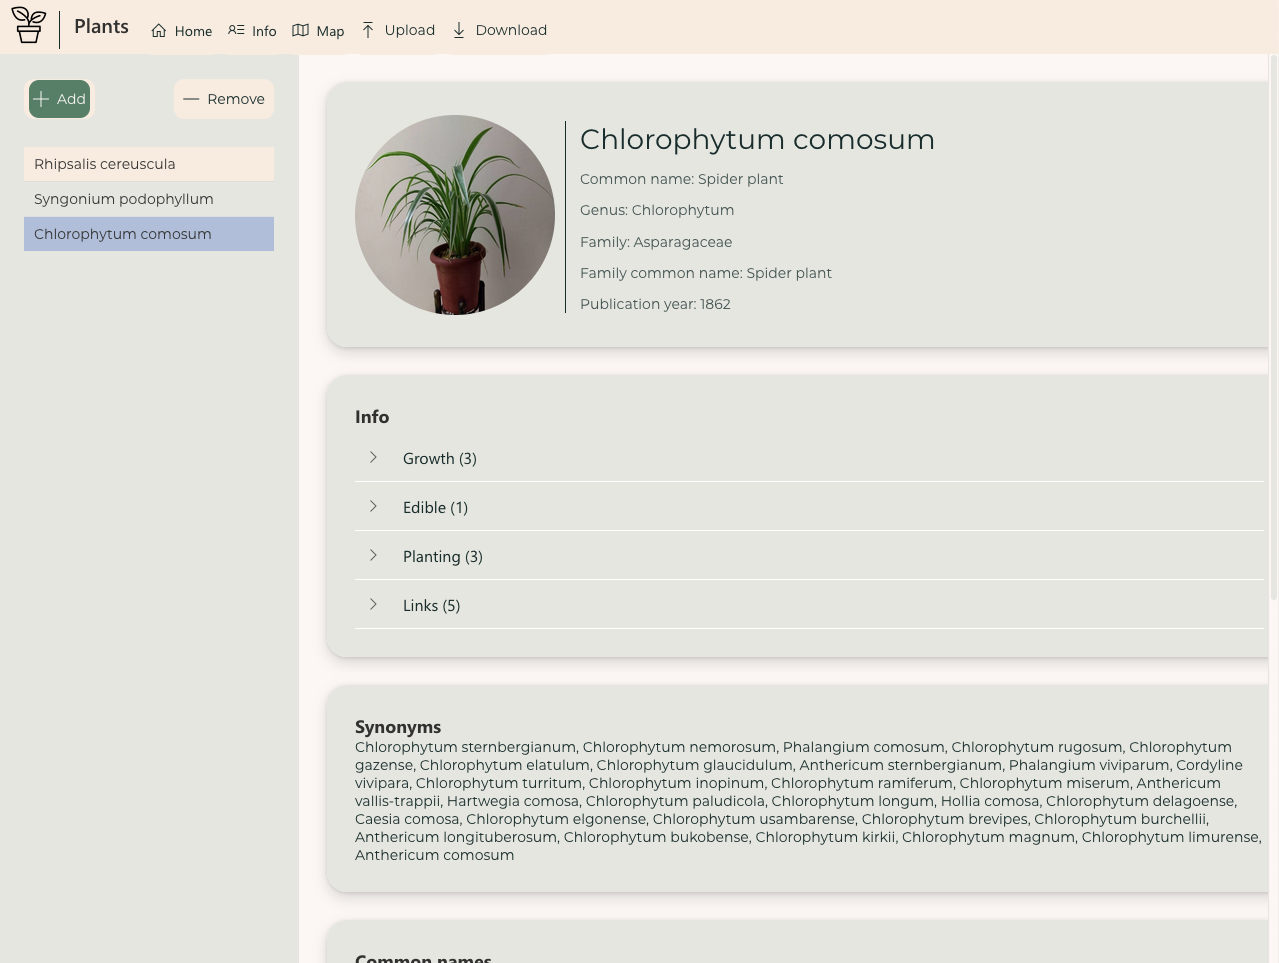 Plants
Home
Info
Map
Upload
Download
Add
Remove
Rhipsalis cereuscula
Syngonium podophyllum
Chlorophytum comosum
Chlorophytum comosum
Common name: Spider plant
Genus: Chlorophytum
Family: Asparagaceae
Family common name: Spider plant
Publication year: 1862
Info
Growth (3)
Edible (1)
Planting (3)
Links (5)
Synonyms
Chlorophytum sternbergianum, Chlorophytum nemorosum, Phalangium comosum, Chlorophytum rugosum, Chlorophytum
gazense, Chlorophytum elatulum, Chlorophytum glaucidulum, Anthericum sternbergianum, Phalangium viviparum, Cordyline
vivipara, Chlorophytum turritum, Chlorophytum inopinum, Chlorophytum ramiferum, Chlorophytum miserum, Anthericum
vallis-trappii, Hartwegia comosa, Chlorophytum paludicola, Chlorophytum longum, Hollia comosa, Chlorophytum delagoense,
Caesia comosa, Chlorophytum elgonense, Chlorophytum usambarense, Chlorophytum brevipes, Chlorophytum burchellii,
Anthericum longituberosum, Chlorophytum bukobense, Chlorophytum kirkii, Chlorophytum magnum, Chlorophytum limurense,
Anthericum comosum
Common names